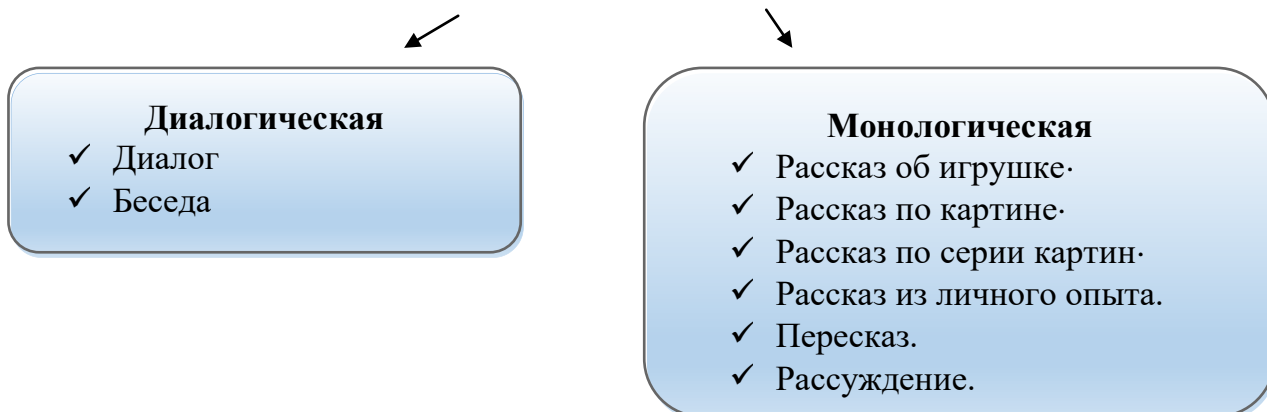 Диалогическая
✓ Диалог
✓ Беседа
Монологическая
✓ Рассказ об игрушке·
✓ Рассказ по картине·
✓ Рассказ по серии картин·
✓ Рассказ из личного опыта.
✓ Пересказ.
✓ Рассуждение.